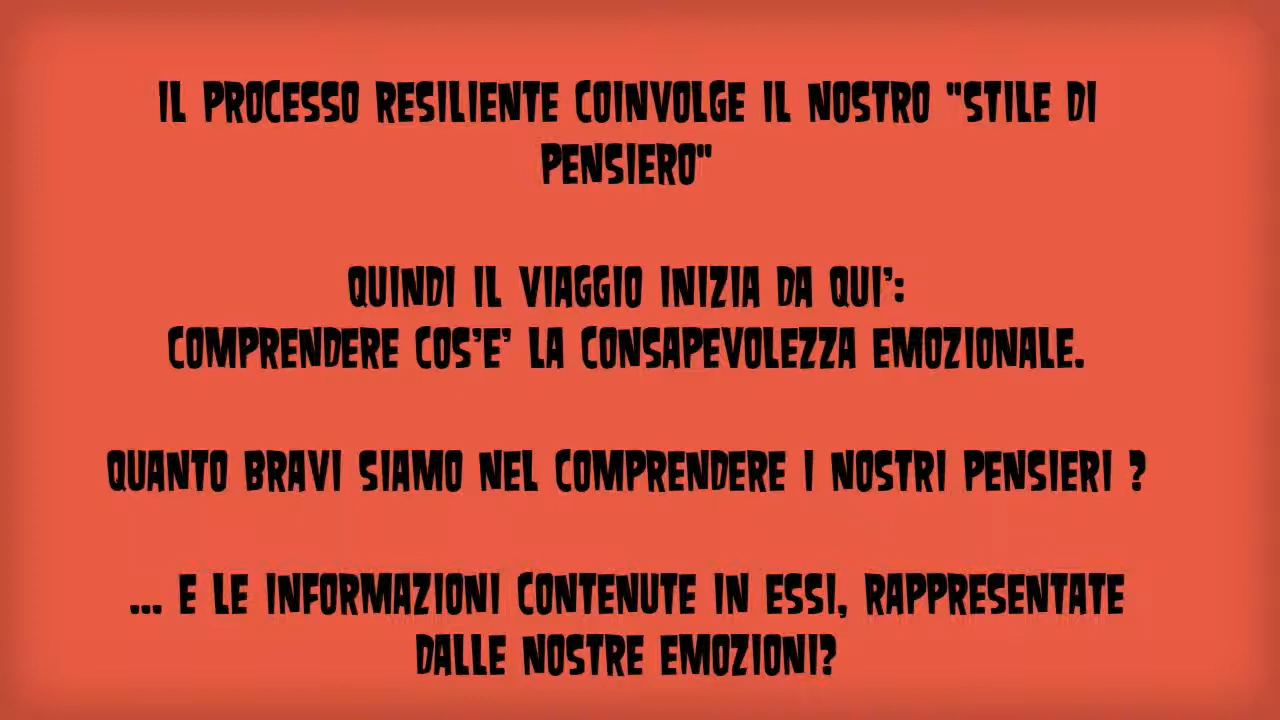 IL PROCESSO RESILIENTE COINVOLGE IL NOSTRO "STILE DI
PENSIERO"
QUINDI IL VIAGGIO INIZIA DA QUI':
COMPRENDERE COS'E' LA CONSAPEVOLEZZA EMOZIONALE.
QUANTO BRAVI SIAMO NEL COMPRENDERE I NOSTRI PENSIERI ?
... E LE INFORMAZIONI CONTENUTE IN ESSI, RAPPRESENTATE
DALLE NOSTRE EMOZIONI?